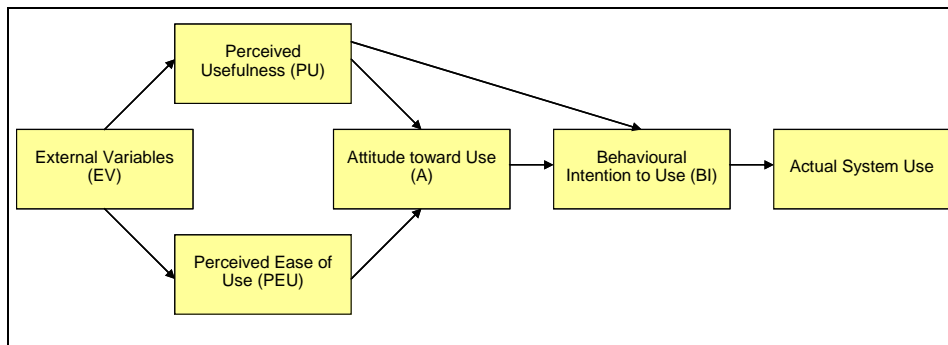 Perceived
Usefulness (PU)
External Variables
(EV)
Attitude toward Use
(A)
Behavioural
Intention to Use (BI)
Actual System Use
Perceived Ease of
Use (PEU)